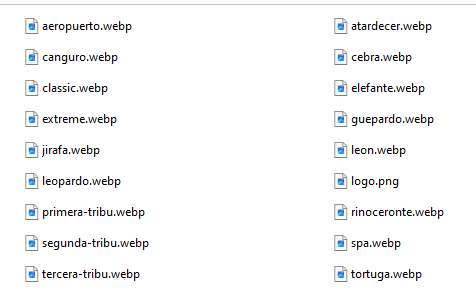 aeropuerto.webp
atardecer.webp
canguro.webp
cebra.webp
classic.webp
elefante.webp
extreme.webp
guepardo.webp
jirafa.webp
leon.webp
leopardo.webp
logo.png
primera-tribu.webp
rinoceronte.webp
segunda-tribu.webp
spa.webp
tercera-tribu.webp
tortuga.webp